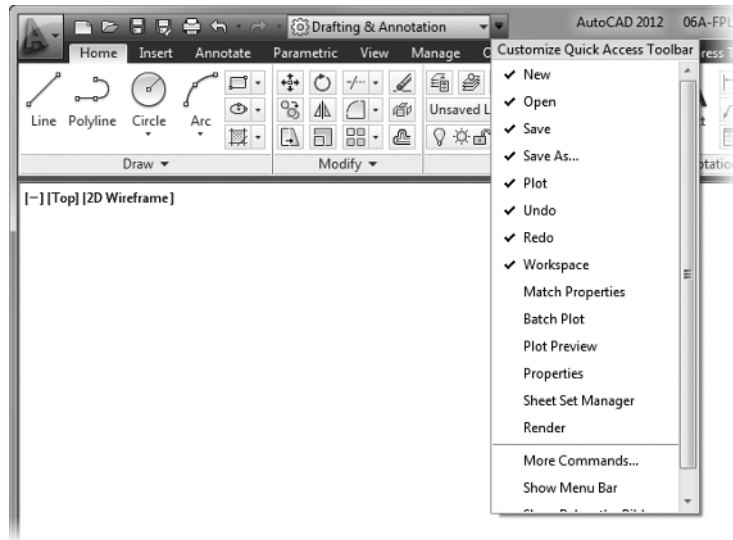 Drafting & Annotation
AutoCAD 2012 06A-FPL
Home Insert Annotate Parametric View Manage
Customize Quick Access Toolbar
Line Polyline Circle Arc
Unsaved L
Draw
Modify
[−] [Top] [2D Wireframe]
New
Open
Save
Save As...
Plot
Undo
Redo
Workspace
Match Properties
Batch Plot
Plot Preview
Properties
Sheet Set Manager
Render
More Commands...
Show Menu Bar